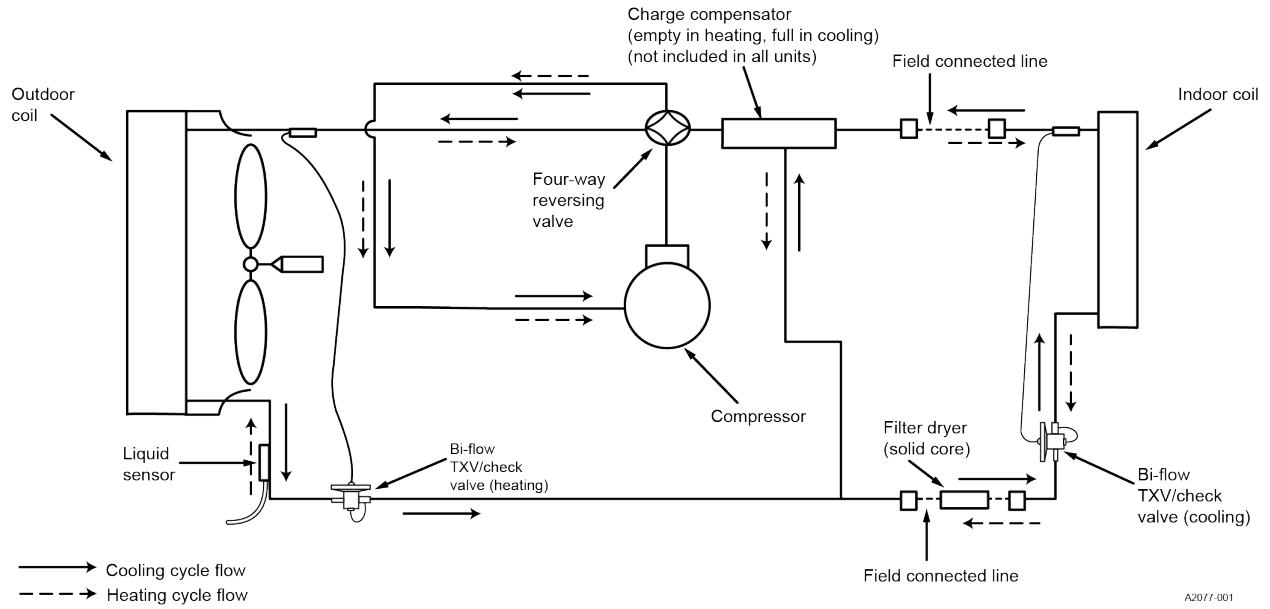 Charge compensator
(empty in heating, full in cooling)
(not included in all units)
Field connected line
Outdoor
coil
Indoor coil
Four-way
reversing
valve
Compressor
Liquid
sensor
Bi-flow
TXV/check
valve (heating)
Filter dryer
(solid core)
Bi-flow
TXV/check
valve (cooling)
Field connected line
Cooling cycle flow
Heating cycle flow
A2077-001